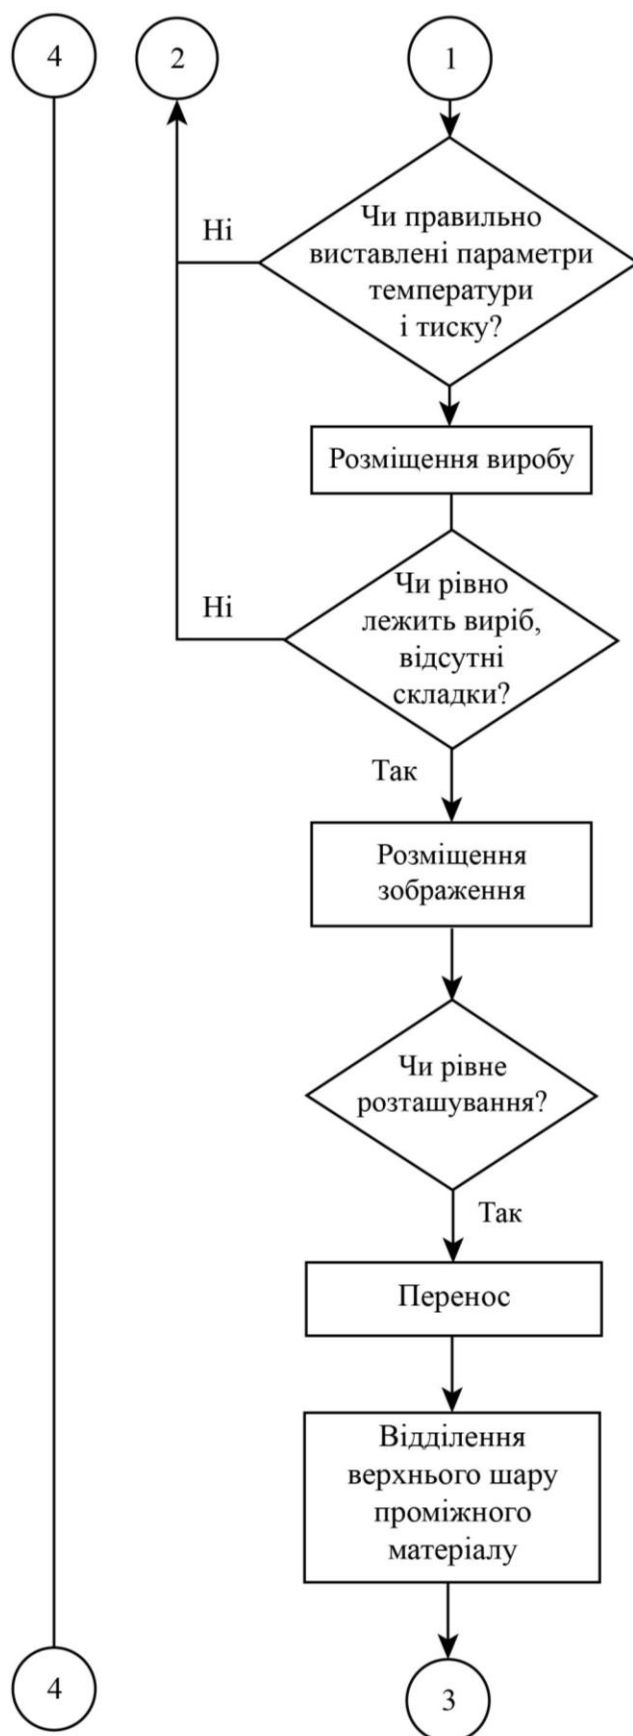 4
2
1
Чи правильно
виставлені параметри
температури
і тиску?
Ні
Розміщення виробу
Чи рівно
лежить виріб,
відсутні
складки?
Ні
Так
Розміщення
зображення
Чи рівне
розташування?
Так
Перенос
Відділення
верхнього шару
проміжного
матеріалу
4
3